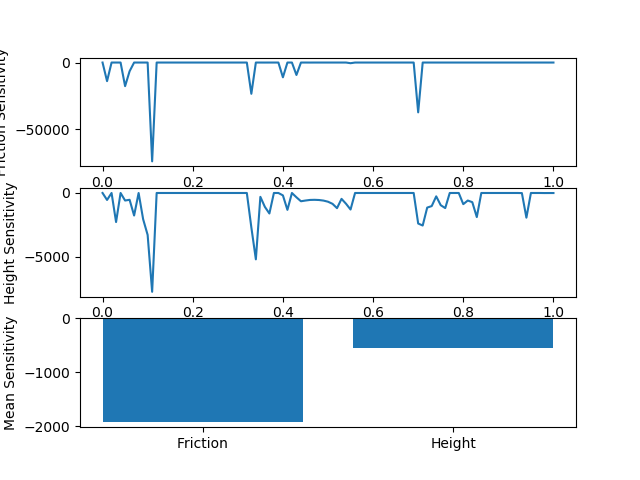 Friction Sensitivity
0
−50000
0.0 0.2 0.4 0.6 0.8 1.0
Height Sensitivity
0
−5000
0.0 0.2 0.4 0.6 0.8 1.0
Mean Sensitivity
0
−1000
−2000
Friction Height